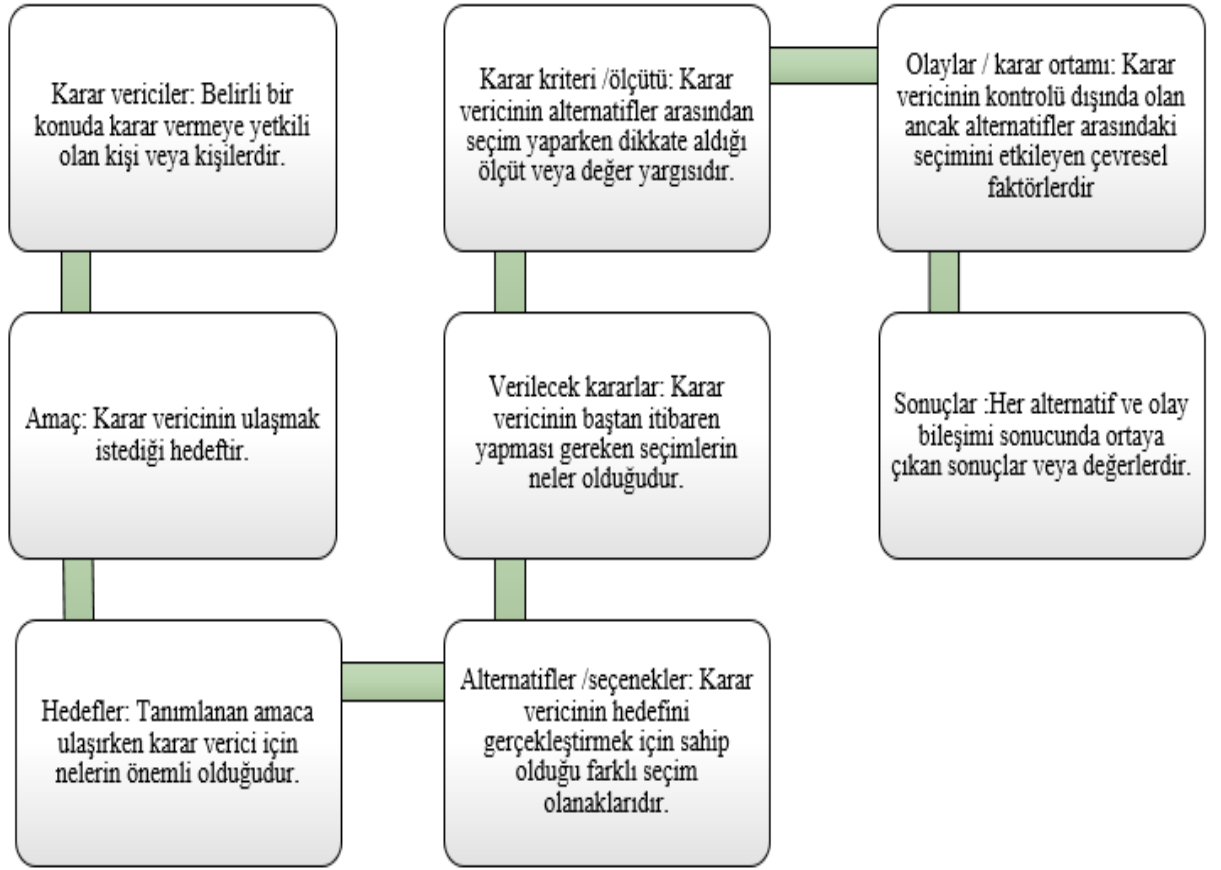 Karar vericiler: Belirli bir
konuda karar vermeye yetkili
olan kişi veya kişilerdir.
Amaç: Karar vericinin ulaşmak
istediği hedeftir.
Hedefler: Tanımlanan amaca
ulaşırken karar verici için
nelerin önemli olduğudur.
Alternatifler /seçenekler: Karar
vericinin hedefini
gerçekleştirmek için sahip
olduğu farklı seçim
olanaklarıdır.
Verilecek kararlar: Karar
vericinin baştan itibaren
yapması gereken seçimlerin
neler olduğudur.
Karar kriteri /ölçütü: Karar
vericinin alternatifler arasından
seçim yaparken dikkate aldığı
ölçüt veya değer yargısıdır.
Olaylar / karar ortamı: Karar
vericinin kontrolü dışında olan
ancak alternatifler arasındaki
seçimini etkileyen çevresel
faktörlerdir
Sonuçlar :Her alternatif ve olay
bileşimi sonucunda ortaya
çıkan sonuçlar veya değerlerdir.